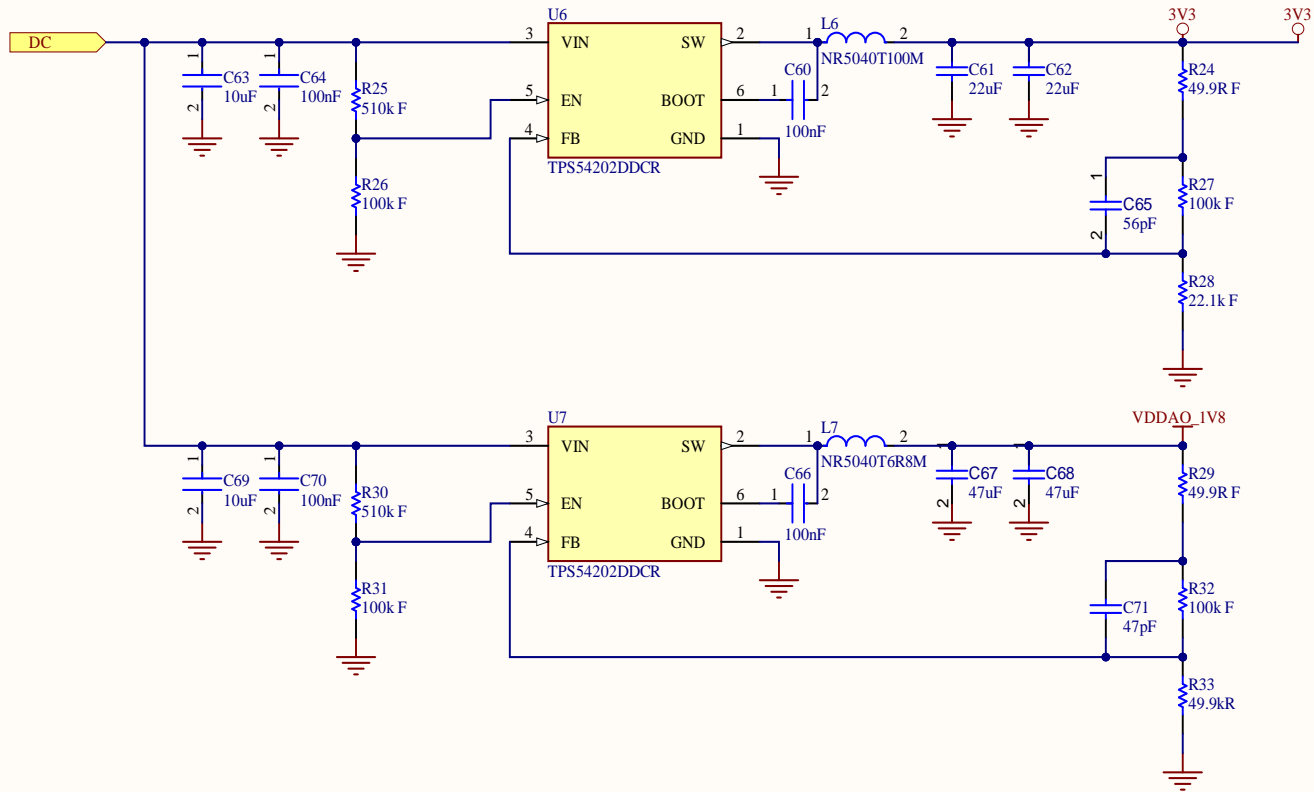 DC
1
C63
10uF
2
1
C64
100nF
2
R25
510k F
R26
100k F
U6
3
VIN
5
EN
4
FB
SW
2
BOOT
6
GND
1
TPS54202DDCR
1
L6
2
NR5040T100M
C60
1
2
100nF
C61
22uF
C62
22uF
3V3
3V3
R24
49.9R F
1
C65
56pF
2
R27
100k F
R28
22.1k F
1
C69
10uF
2
1
C70
100nF
2
R30
510k F
R31
100k F
U7
3
VIN
5
EN
4
FB
SW
2
BOOT
6
GND
1
TPS54202DDCR
1
L7
2
NR5040T6R8M
C66
1
2
100nF
1
C67
47uF
2
1
C68
47uF
2
VDDAO_1V8
R29
49.9R F
C71
47pF
R32
100k F
R33
49.9kR